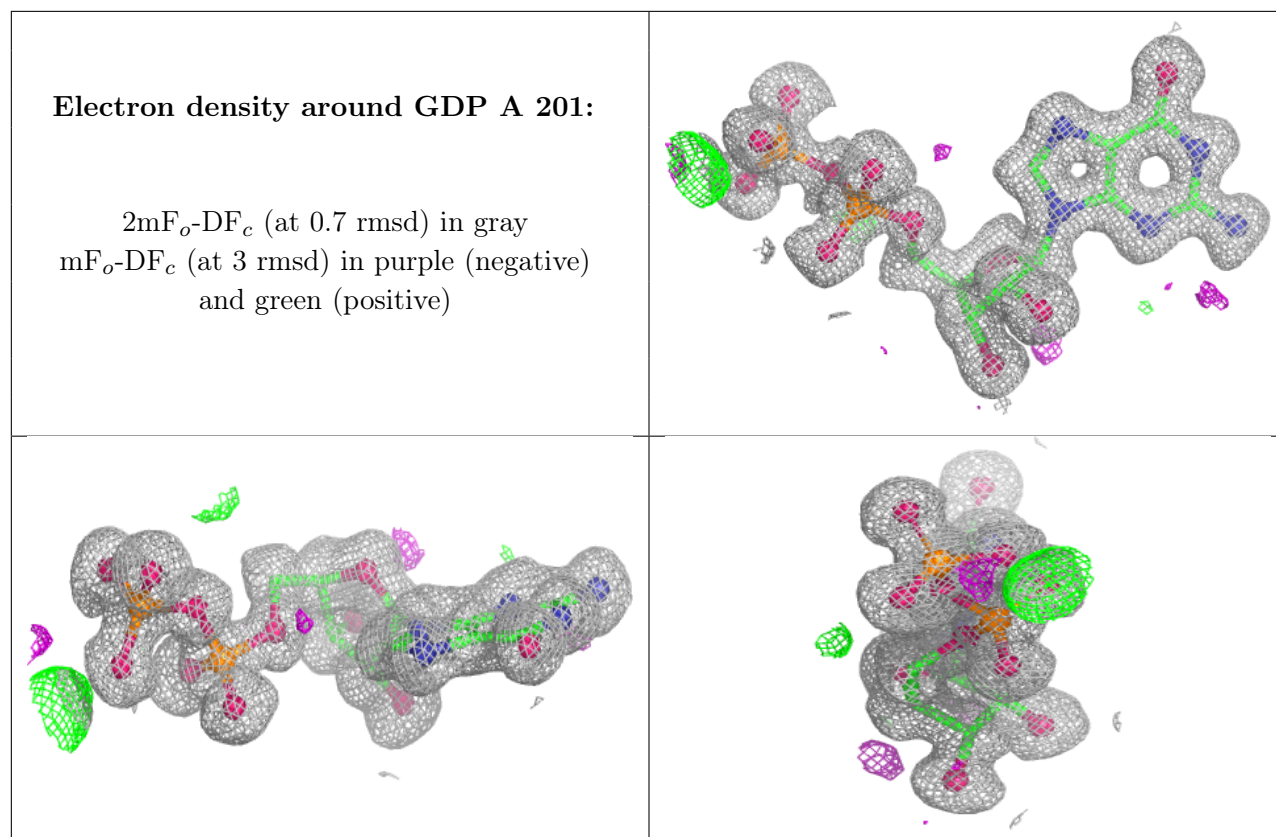 Electron density around GDP A 201:
2mFo-DFc (at 0.7 rmsd) in gray
mFo-DFc (at 3 rmsd) in purple (negative)
and green (positive)